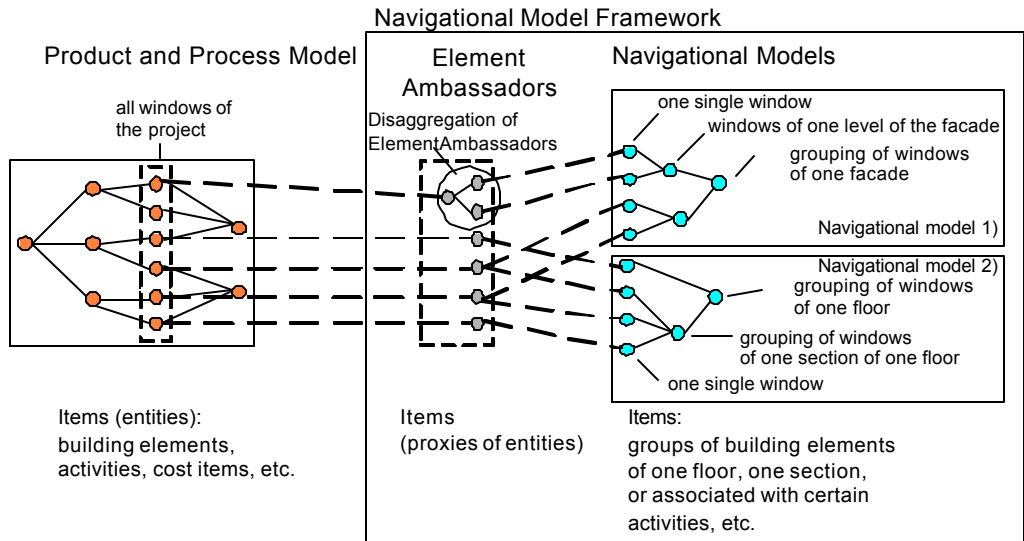 Navigational Model Framework
Product and Process Model
Element
Ambassadors
Navigational Models
all windows of
the project
Disaggregation of
ElementAmbassadors
one single window
windows of one level of the facade
grouping of windows
of one facade
Navigational model 1)
Navigational model 2)
grouping of windows
of one floor
grouping of windows
of one section of one floor
one single window
Items (entities):
building elements,
activities, cost items, etc.
Items
(proxies of entities)
Items:
groups of building elements
of one floor, one section,
or associated with certain
activities, etc.